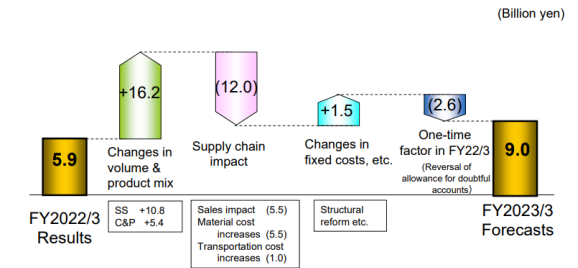 (Billion yen)
5.9
+16.2
(12.0)
+1.5
(2.6)
9.0
Changes in
volume &
product mix
Supply chain
impact
Changes in
fixed costs, etc.
One-time
factor in FY22/3
(Reversal of
allowance for doubtful
accounts)
FY2022/3
Results
SS +10.8
C&P +5.4
Sales impact (5.5)
Material cost
increases (5.5)
Transportation cost
increases (1.0)
Structural
reform etc.
FY2023/3
Forecasts